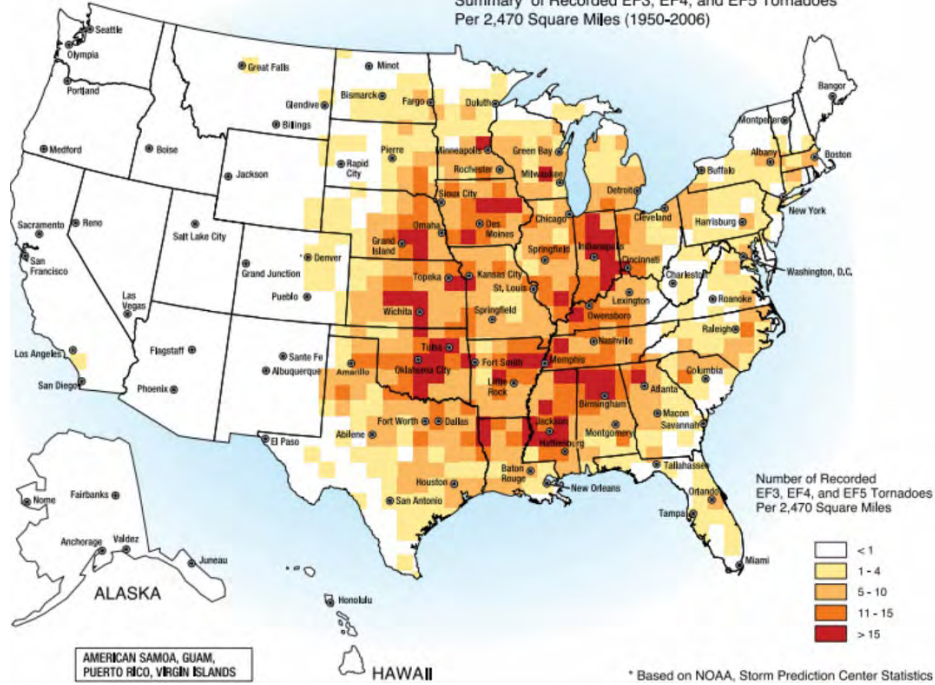 Summary of Recorded EF3, EF4, and EF5 Tornadoes
Per 2,470 Square Miles (1950-2006)
Seattle
Olympia
Portland
Medford
Boise
Great Falls
Glendive
Billings
Jackson
Minot
Bismarck
Fargo
Duluth
Pierre
Rapid
City
Minneapolis
Rochester
Green Bay
Milwaukee
Sioux City
Detroit
Buffalo
Albany
Montpelier
Bangor
Boston
New York
Sacramento
Reno
San
Francisco
Salt Lake City
Grand Junction
Denver
Pueblo
Grand
Island
Omaha
Des
Moines
Chicago
Cleveland
Harrisburg
Washington, D.C.
Las
Vegas
Topeka
Kansas City
St. Louis
Springfield
Indianapolis
Cincinnati
Charleston
Wichita
Springfield
Owensboro
Lexington
Roanoke
Raleigh
Los Angeles
San Diego
Flagstaff
Phoenix
Sante Fe
Albuquerque
Amarillo
Tulsa
Oklahoma City
Fort Smith
Little
Rock
Memphis
Nashville
Columbia
Atlanta
Birmingham
Macon
Savannah
El Paso
Abilene
Fort Worth
Dallas
Jackson
Hattiesburg
Montgomery
Tallahassee
Houston
San Antonio
Baton
Rouge
New Orleans
Orlando
Tampa
Miami
Nome
Fairbanks
Anchorage
Valdez
Juneau
ALASKA
Honolulu
HAWAII
AMERICAN SAMOA, GUAM,
PUERTO RICO, VIRGIN ISLANDS
Number of Recorded
EF3, EF4, and EF5 Tornadoes
Per 2,470 Square Miles
< 1
1 - 4
5 - 10
11 - 15
> 15
* Based on NOAA, Storm Prediction Center Statistics